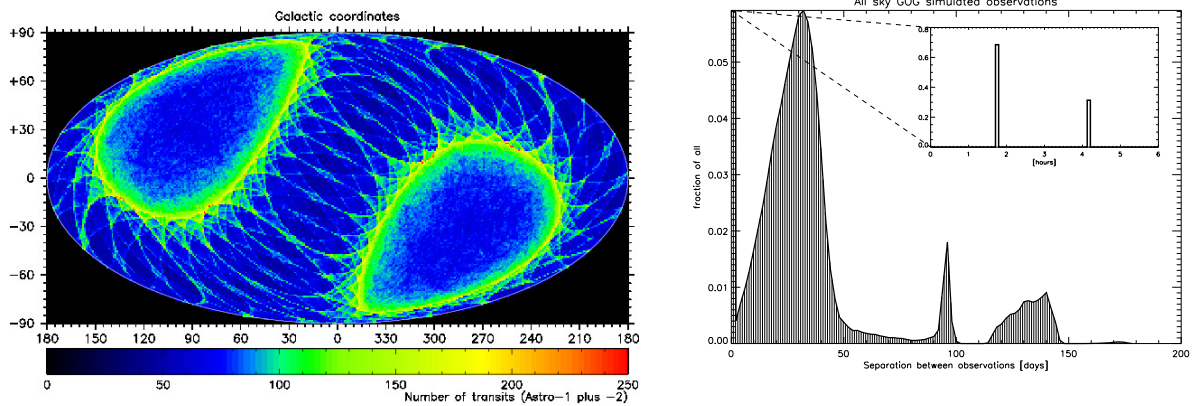 Galactic coordinates
+90
+60
+30
0
−30
−60
−90
180 150 120 90 60 30 0 330 300 270 240 210 180
0 50 100 150 200 250
Number of transits (Astro−1 plus −2)
All sky GOG simulated observations
fraction of all
0.05
0.04
0.03
0.02
0.01
0.00
0 50 100 150 200
Separation between observations [days]
0.8
0.6
0.4
0.2
0.0
0 1 2 3 4 5 6
[hours]